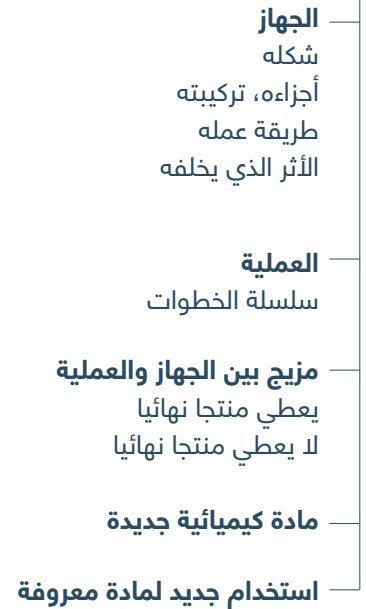 الجهاز
شكله
أجزاءه، تركيبته
طريقة عمله
الأثر الذي يخلفه
العملية
سلسلة الخطوات
مزيج بين الجهاز والعملية
يعطي منتجا نهائيا
لا يعطي منتجا نهائيا
مادة كيميائية جديدة
استخدام جديد لمادة معروفة